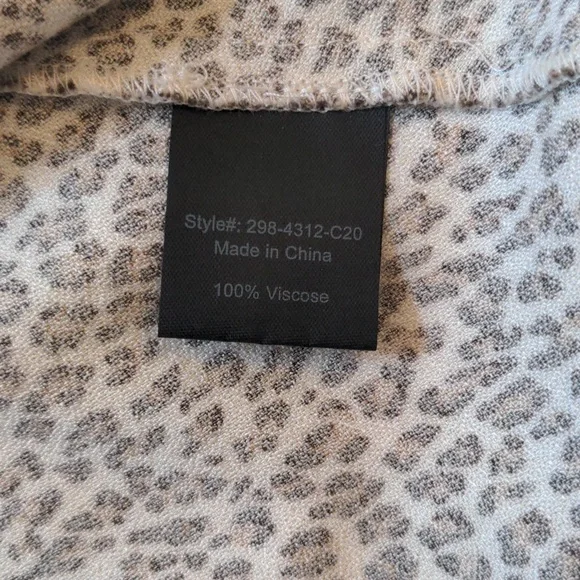 Style#: 298-4312-C20
Made in China
100% Viscose